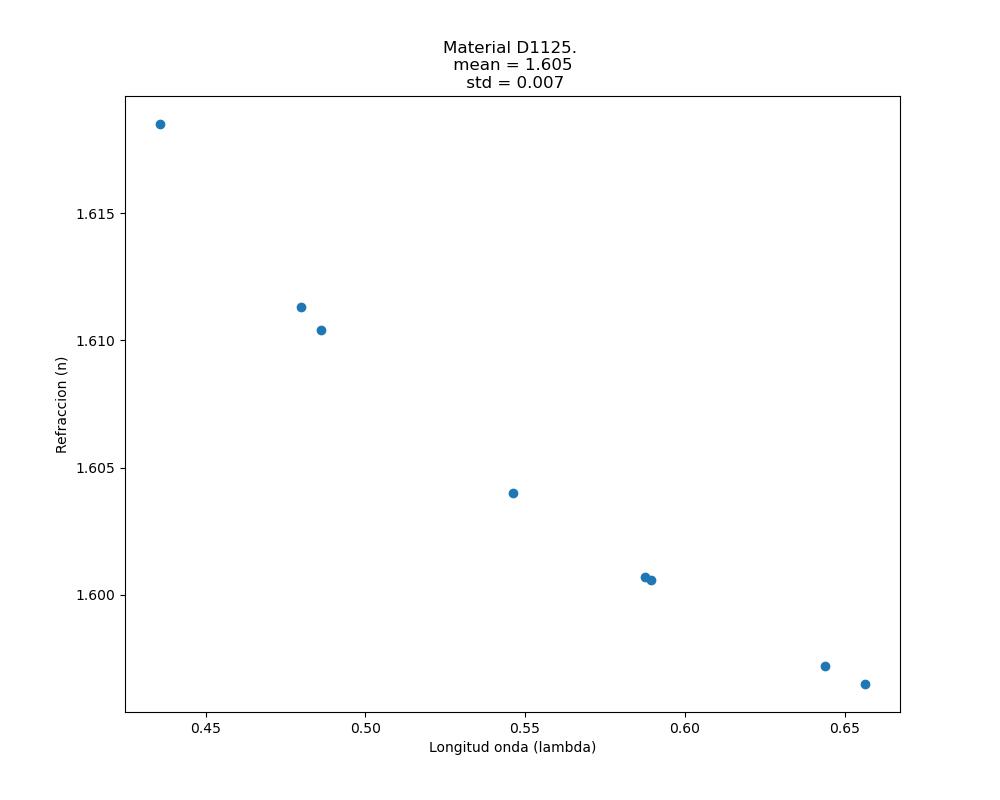 Material D1125.
mean = 1.605
std = 0.007
1.615
1.610
1.605
1.600
Refraccion (n)
0.45 0.50 0.55 0.60 0.65
Longitud onda (lambda)